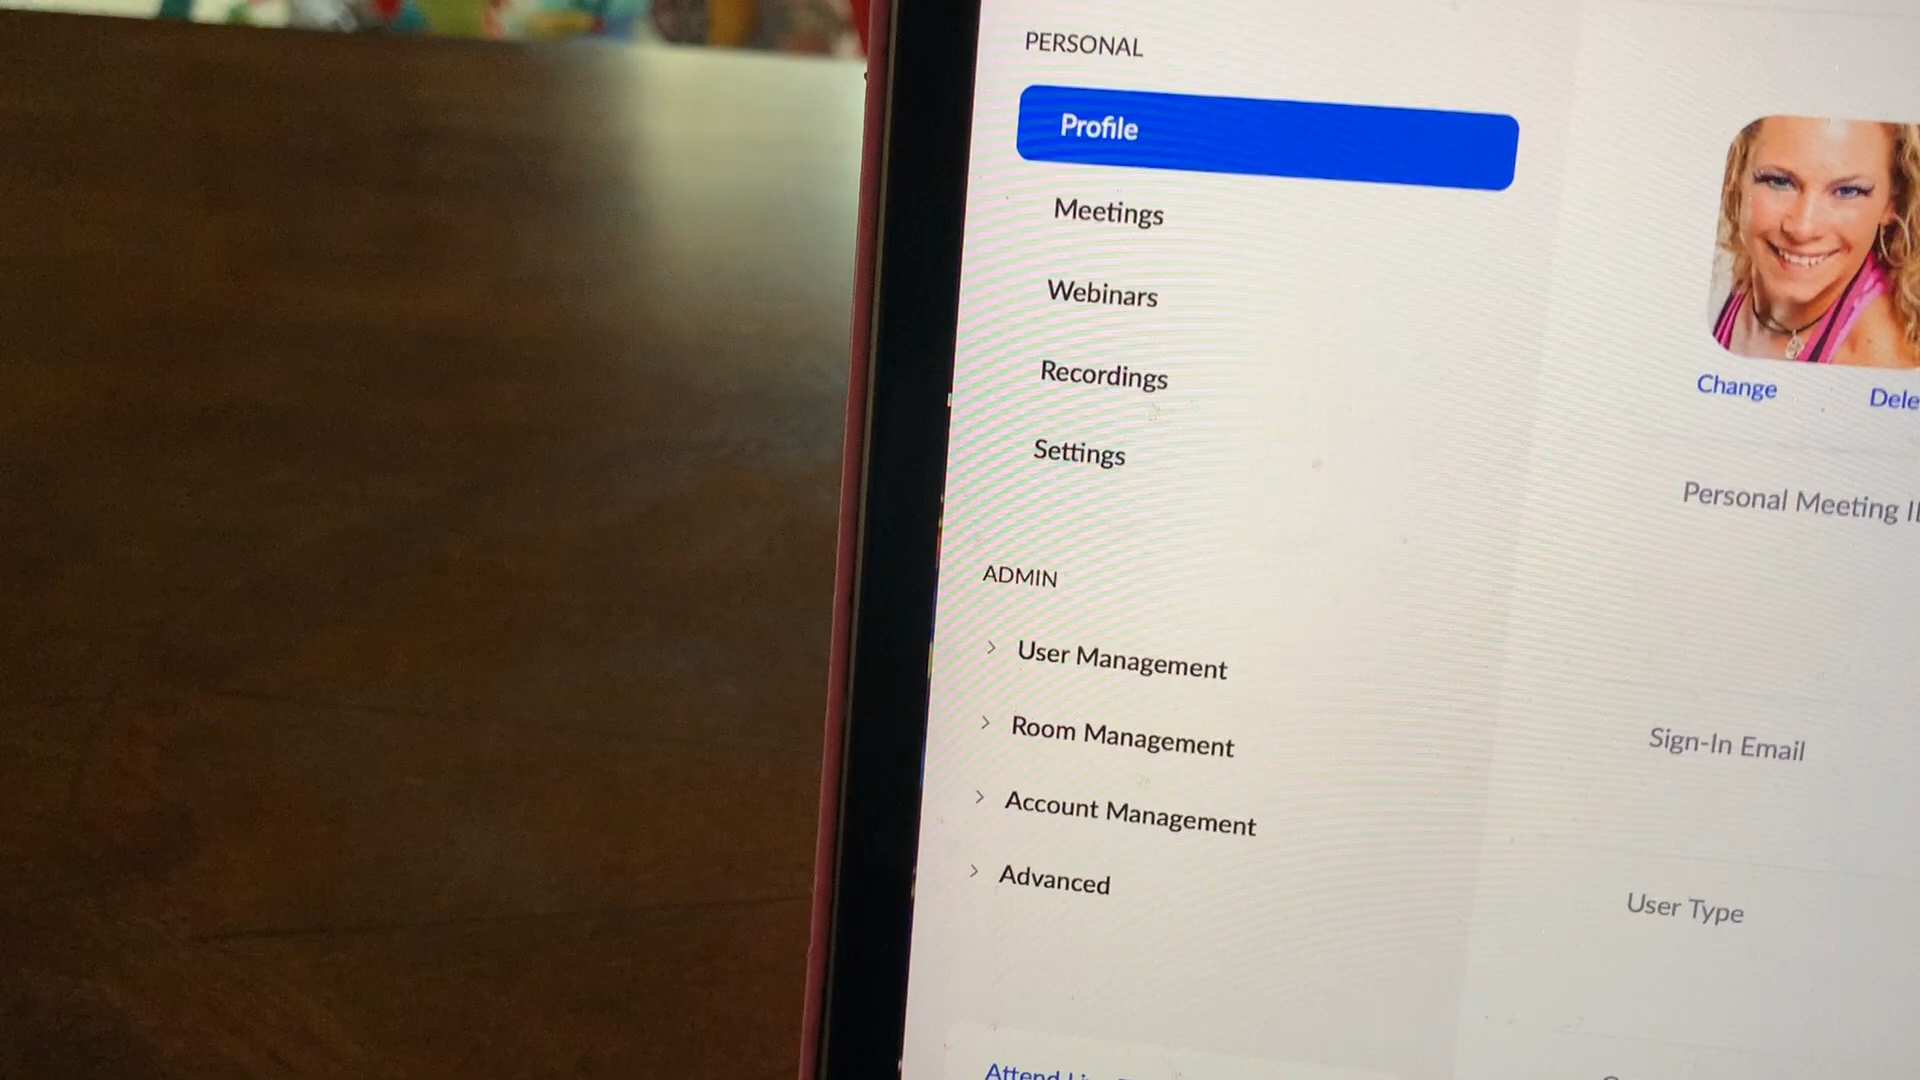 PERSONAL
Profile
Meetings
Webinars
Recordings
Settings
ADMIN
User Management
Room Management
Account Management
Advanced
Change
Personal Meeting
Sign-In Email
User Type